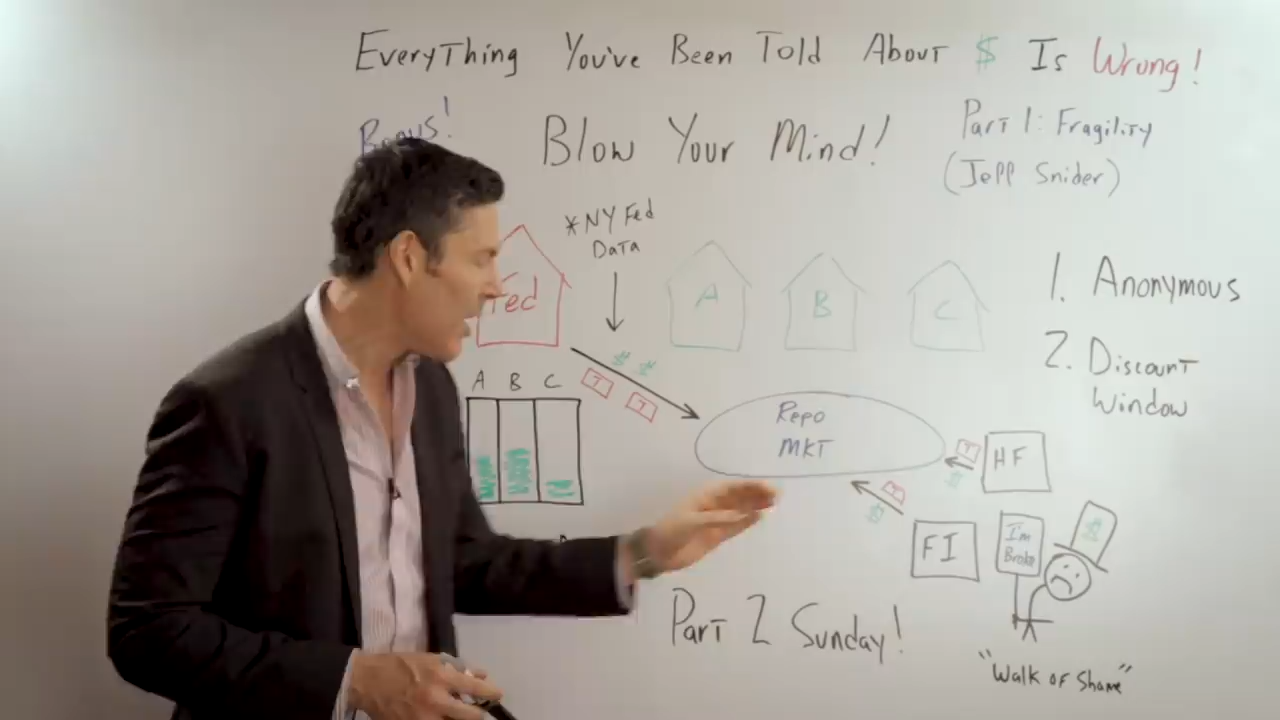 EveryThing You've Been Told About $ Is Wrong!
Bonus!
Blow Your Mind!
Part 1: Fragility
(Jeff Snider)
*NY Fed
Data
Fed
A
B
C
1. Anonymous
2. Discount
Window
$ $
T T
A B C
Repo
MKT
T
$
HF
T
$
FI
I'm
Broke
$
Part 2 Sunday!
"Walk of Shame"